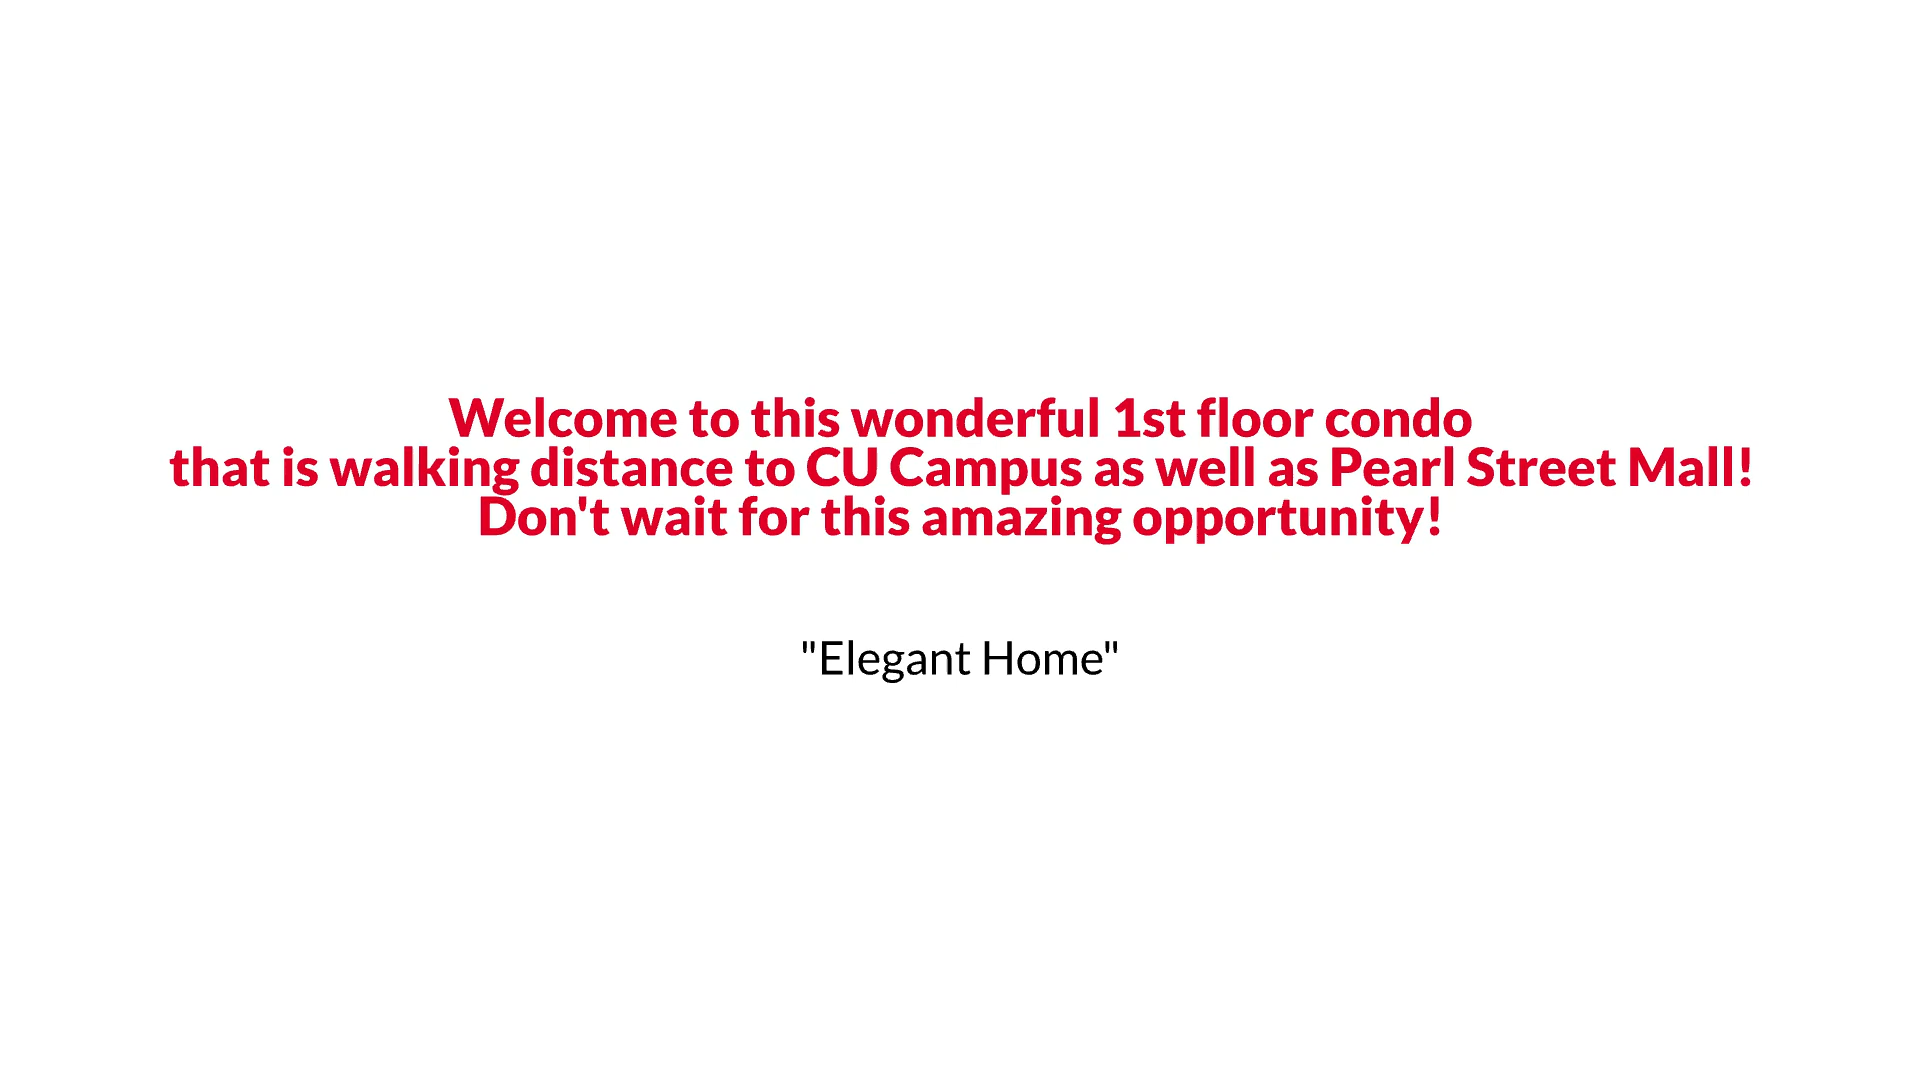 Welcome to this wonderful 1st floor condo
that is walking distance to CU Campus as well as Pearl Street Mall!
Don't wait for this amazing opportunity!
"Elegant Home"